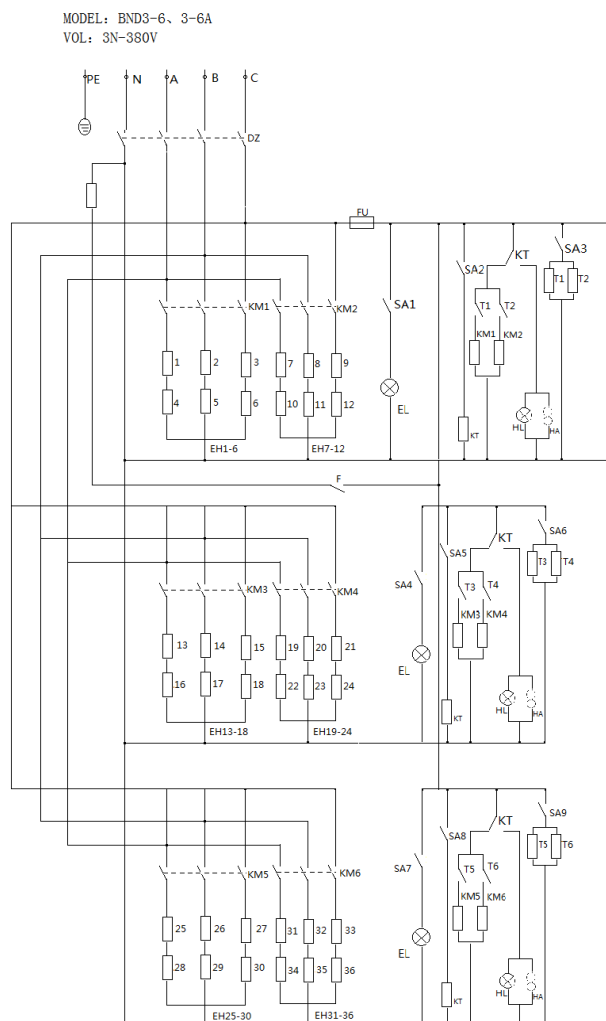 MODEL: BND3-6、3-6A
VOL: 3N-380V
PE N A B C
DZ
FU
SA1 SA2 KT SA3
T1 T2 T1 T2
KM1 KM2 KM1 KM2
1 2 3 7 8 9
4 5 6 10 11 12
EL KT HL HA
EH1-6 EH7-12
F
SA4 SA5 KT SA6
T3 T4 T3 T4
KM3 KM4 KM3 KM4
13 14 15 19 20 21
16 17 18 22 23 24
EL KT HL HA
EH13-18 EH19-24
SA7 SA8 KT SA9
T5 T6 T5 T6
KM5 KM6 KM5 KM6
25 26 27 31 32 33
28 29 30 34 35 36
EL KT HL HA
EH25-30 EH31-36